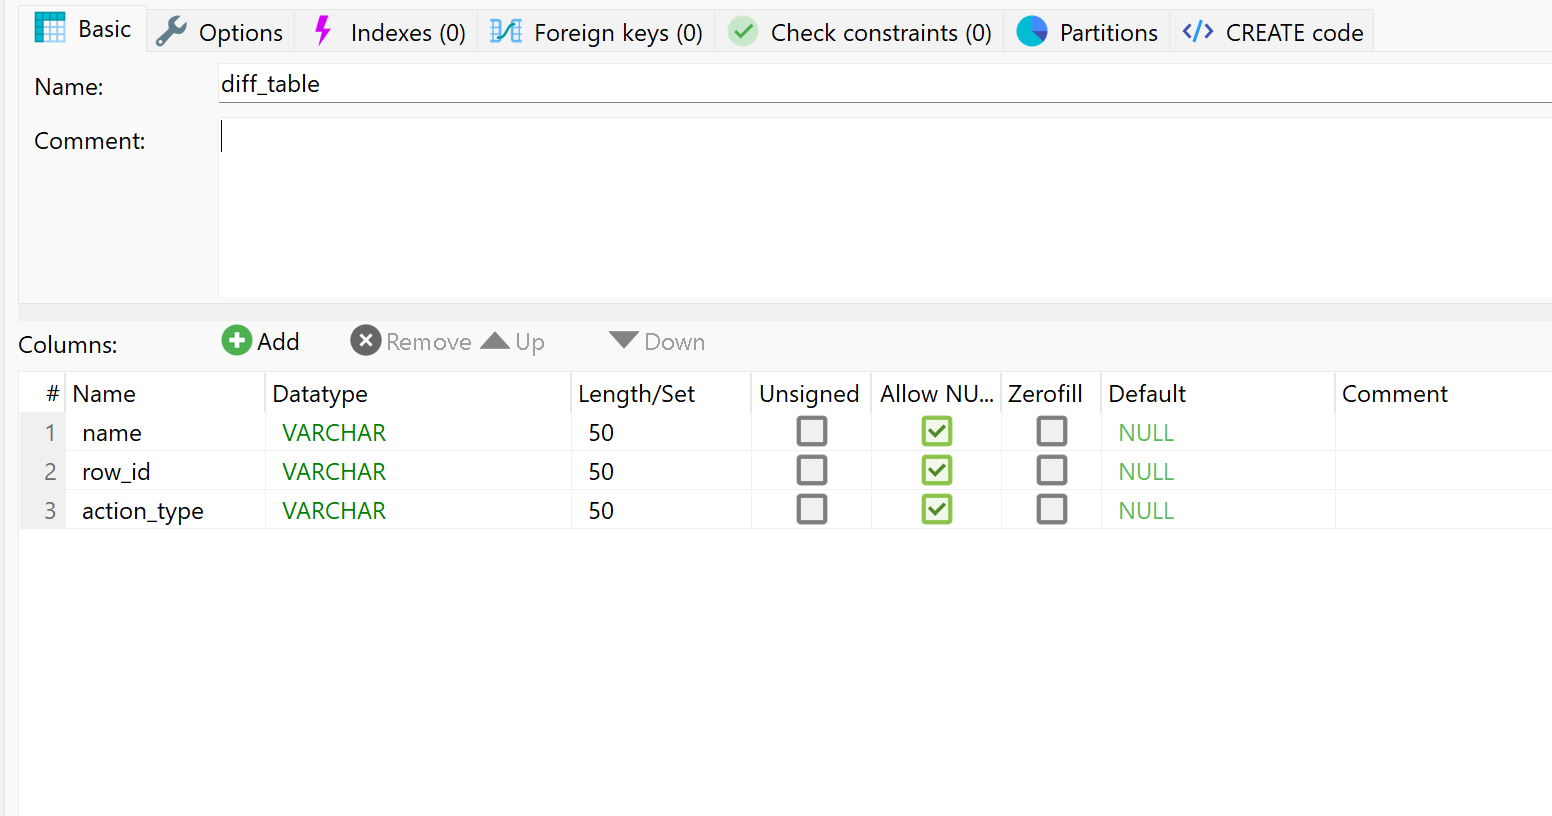 Basic Options Indexes (0) Foreign keys (0) Check constraints (0) Partitions CREATE code
Name: diff_table
Comment:
Columns: Add Remove Up Down
# Name Datatype Length/Set Unsigned Allow NU... Zerofill Default Comment
1 name VARCHAR 50 NULL
2 row_id VARCHAR 50 NULL
3 action_type VARCHAR 50 NULL